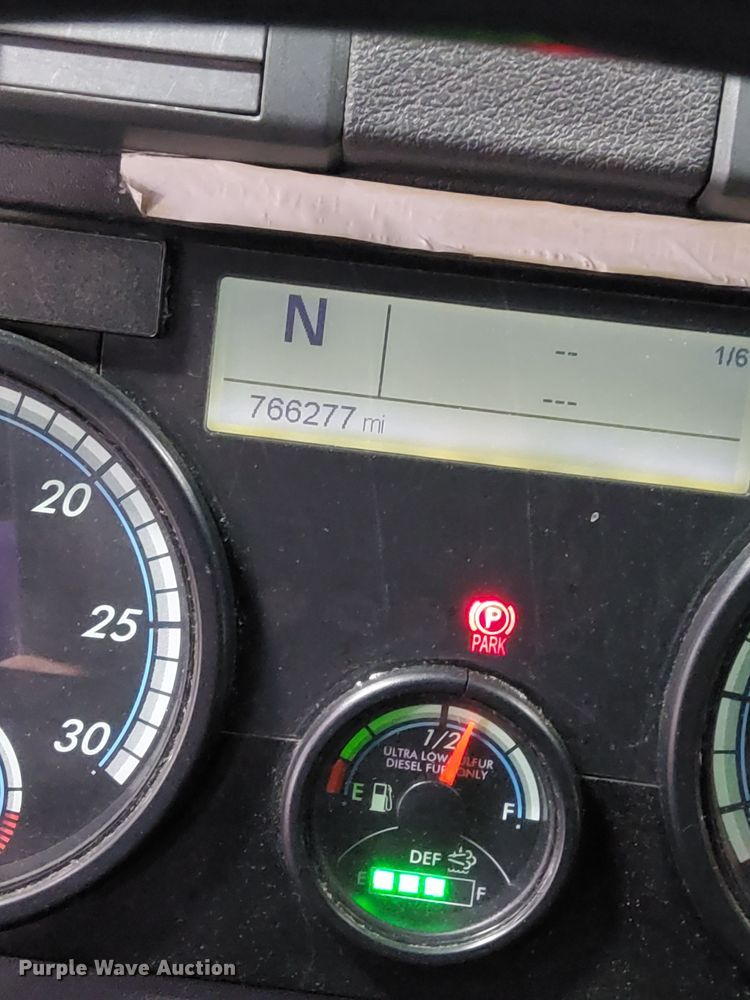 N
--
1/6
---
766277 mi
20
25
30
P
PARK
1/2
ULTRA LOW SULFUR
DIESEL FUEL ONLY
E
F
DEF
E
F
Purple Wave Auction